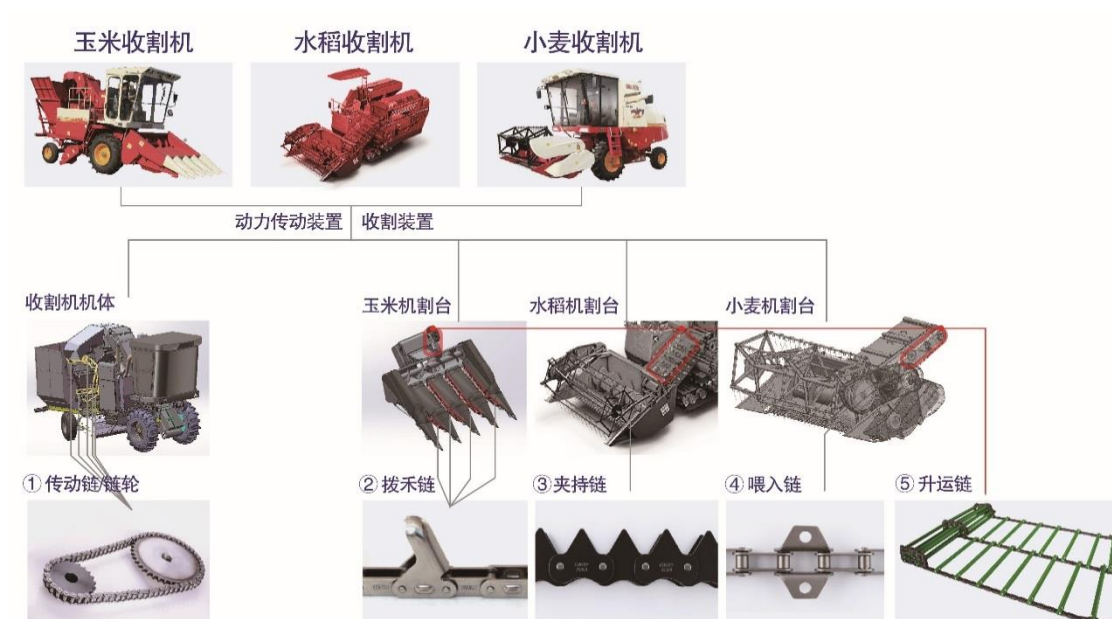 玉米收割机
水稻收割机
小麦收割机
动力传动装置
收割装置
收割机机体
玉米机割台
水稻机割台
小麦机割台
① 传动链/链轮
② 拨禾链
③ 夹持链
④ 喂入链
⑤ 升运链